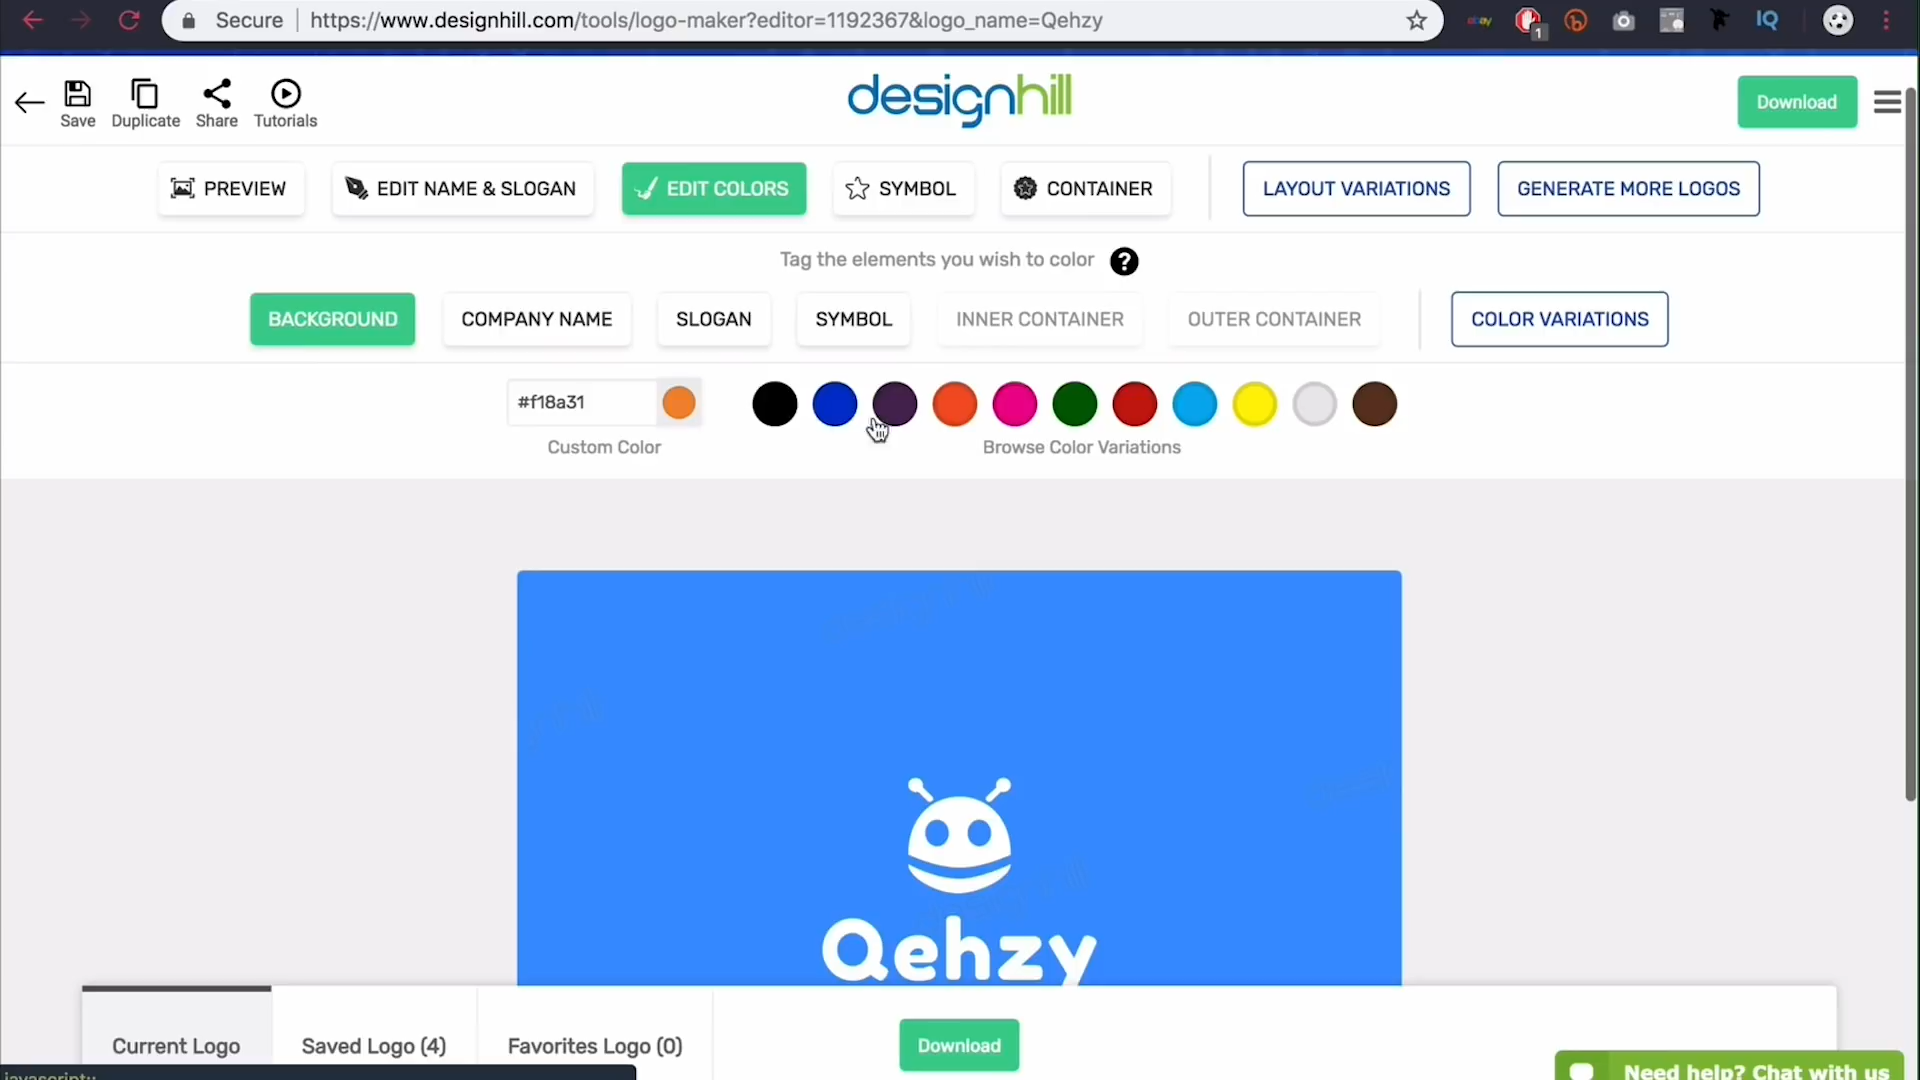 Secure | https://www.designhill.com/tools/logo-maker?editor=1192367&logo_name=Qehzy
ebay
1
IQ
Save
Duplicate
Share
Tutorials
designhill
Download
PREVIEW
EDIT NAME & SLOGAN
EDIT COLORS
SYMBOL
CONTAINER
LAYOUT VARIATIONS
GENERATE MORE LOGOS
Tag the elements you wish to color ?
BACKGROUND
COMPANY NAME
SLOGAN
SYMBOL
INNER CONTAINER
OUTER CONTAINER
COLOR VARIATIONS
#f18a31
Custom Color
Browse Color Variations
Qehzy
Current Logo
Saved Logo (4)
Favorites Logo (0)
Download
Need help? Chat with us